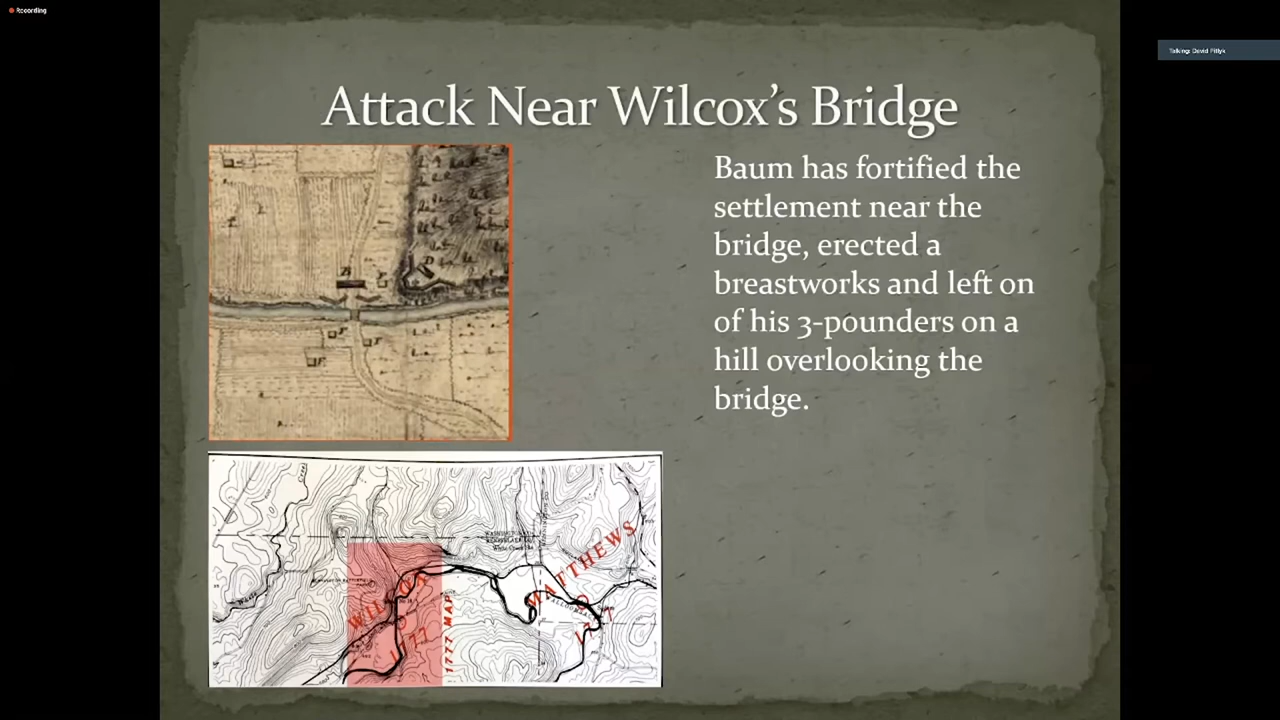 Recording
Talking: David Pitlyk
Attack Near Wilcox's Bridge
Baum has fortified the
settlement near the
bridge, erected a
breastworks and left on
of his 3-pounders on a
hill overlooking the
bridge.
MATTHEWS
1777 MAP